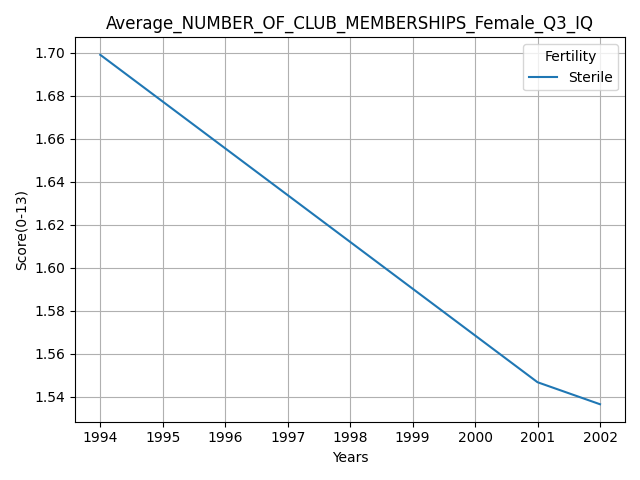 Average_NUMBER_OF_CLUB_MEMBERSHIPS_Female_Q3_IQ
Fertility
Sterile
Score(0-13)
1.70
1.68
1.66
1.64
1.62
1.60
1.58
1.56
1.54
1994 1995 1996 1997 1998 1999 2000 2001 2002
Years